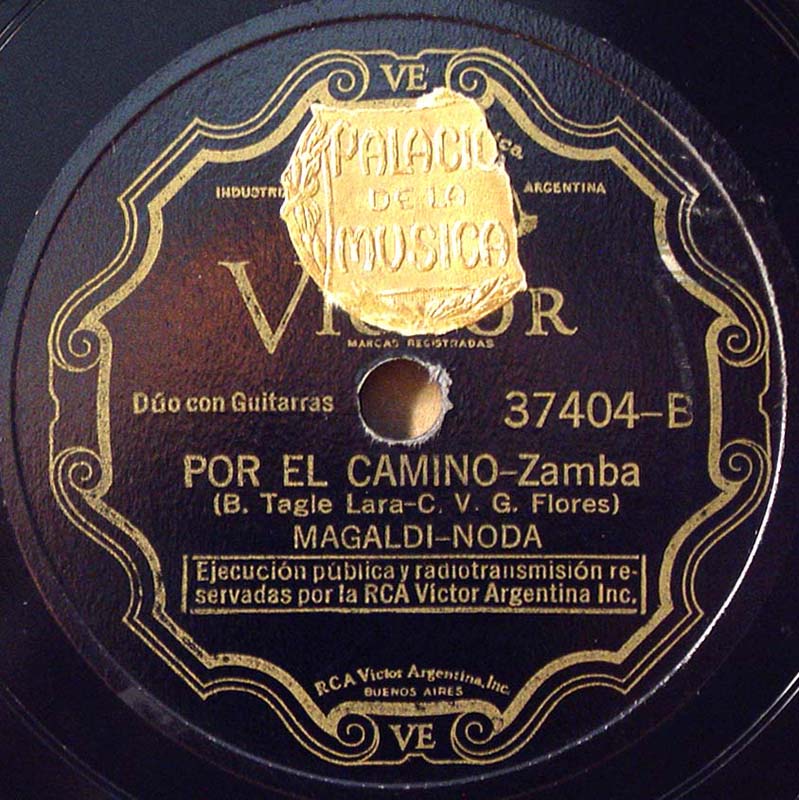 VE
PALACIO
DE LA
MUSICA
ARGENTINA
MARCAS REGISTRADAS
Dúo con Guitarras
37404-B
POR EL CAMINO-Zamba
(B. Tagle Lara-C. V. G. Flores)
MAGALDI-NODA
Ejecución pública y radiotransmisión re-
servadas por la RCA Victor Argentina Inc.
RCA Victor Argentina, Inc.
BUENOS AIRES
VE